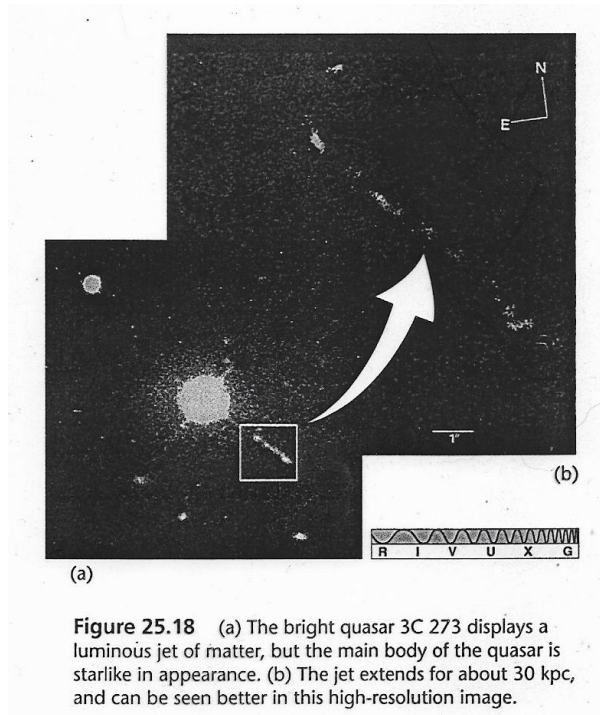 N
E
1"
(b)
R I V U X G
(a)
Figure 25.18 (a) The bright quasar 3C 273 displays a
luminous jet of matter, but the main body of the quasar is
starlike in appearance. (b) The jet extends for about 30 kpc,
and can be seen better in this high-resolution image.